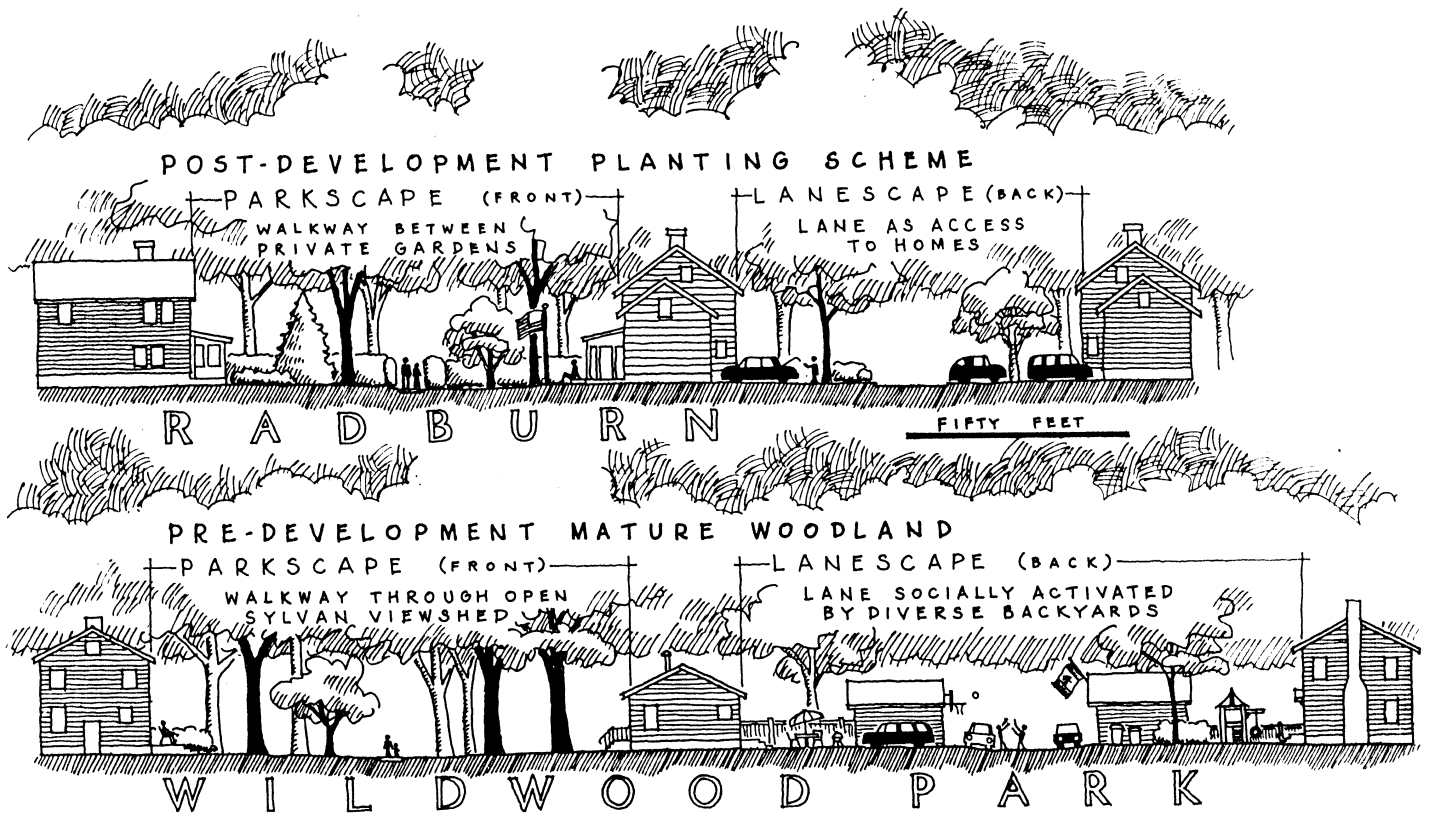 POST-DEVELOPMENT PLANTING SCHEME
PARKSCAPE (FRONT)
WALKWAY BETWEEN
PRIVATE GARDENS
LANESCAPE (BACK)
LANE AS ACCESS
TO HOMES
RADBURN
FIFTY FEET
PRE-DEVELOPMENT MATURE WOODLAND
PARKSCAPE (FRONT)
WALKWAY THROUGH OPEN
SYLVAN VIEWSHED
LANESCAPE (BACK)
LANE SOCIALLY ACTIVATED
BY DIVERSE BACKYARDS
WILDWOOD PARK